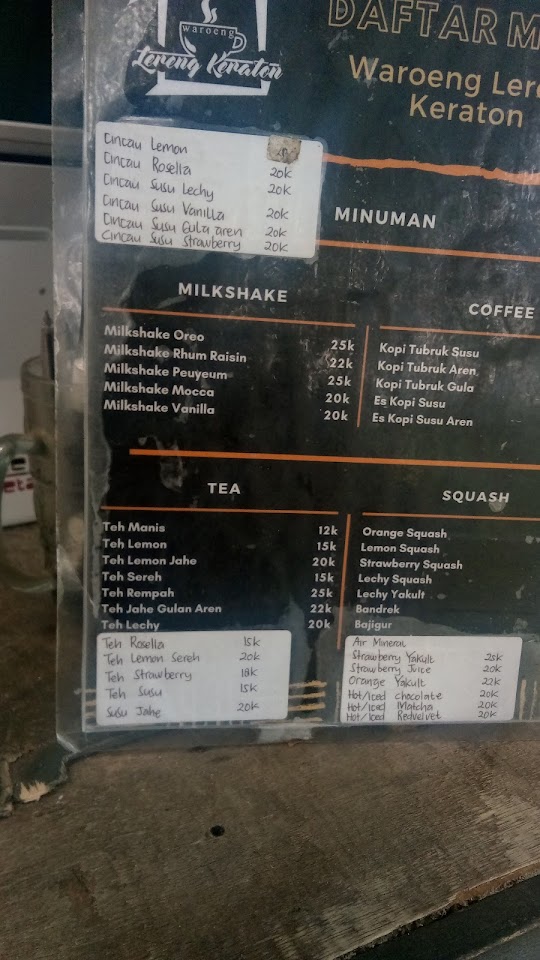 DAFTAR M
waroeng
Lereng Keraton
Waroeng Lere
Keraton
Cincau Lemon
Cincau Rosella 20k
Cincau Susu Lechy 20k
Cincau Susu Vanilla 20k
Cincau Susu Gula aren 20k
Cincau Susu Strawberry 20k
MINUMAN
MILKSHAKE
Milkshake Oreo 25k
Milkshake Rhum Raisin 22k
Milkshake Peuyeum 25k
Milkshake Mocca 20k
Milkshake Vanilla 20k
COFFEE
Kopi Tubruk Susu
Kopi Tubruk Aren
Kopi Tubruk Gula
Es Kopi Susu
Es Kopi Susu Aren
TEA
Teh Manis 12k
Teh Lemon 15k
Teh Lemon Jahe 20k
Teh Sereh 15k
Teh Rempah 25k
Teh Jahe Gulan Aren 22k
Teh Lechy 20k
Teh Rosella 15k
Teh Lemon Sereh 20k
Teh Strawberry 18k
Teh Susu 15k
Susu Jahe 20k
SQUASH
Orange Squash
Lemon Squash
Strawberry Squash
Lechy Squash
Lechy Yakult
Bandrek
Bajigur
Air Mineral
Strawberry Yakult 25k
Strawberry Juice 20k
Orange Yakult 22k
Hot/Iced chocolate 20k
Hot/Iced Matcha 20k
Hot/Iced Redvelvet 20k